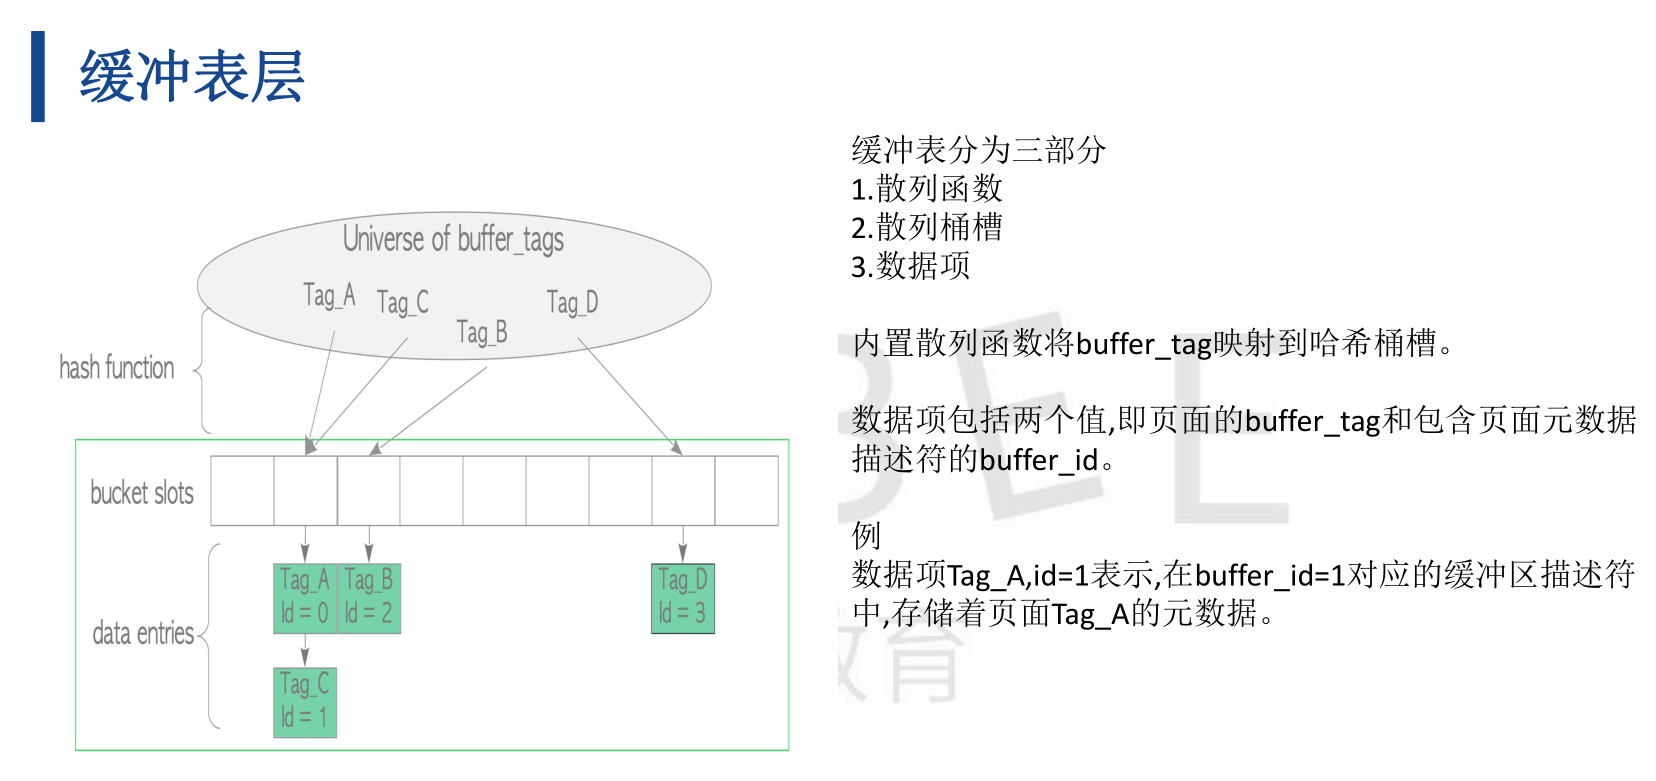 缓冲表层
Universe of buffer_tags
Tag_A
Tag_C
Tag_B
Tag_D
hash function
bucket slots
Tag_A
Id = 0
Tag_B
Id = 2
Tag_D
Id = 3
data entries
Tag_C
Id = 1
缓冲表分为三部分
1.散列函数
2.散列桶槽
3.数据项
内置散列函数将buffer_tag映射到哈希桶槽。
数据项包括两个值,即页面的buffer_tag和包含页面元数据
描述符的buffer_id。
例
数据项Tag_A,id=1表示,在buffer_id=1对应的缓冲区描述符
中,存储着页面Tag_A的元数据。
BEE
教育